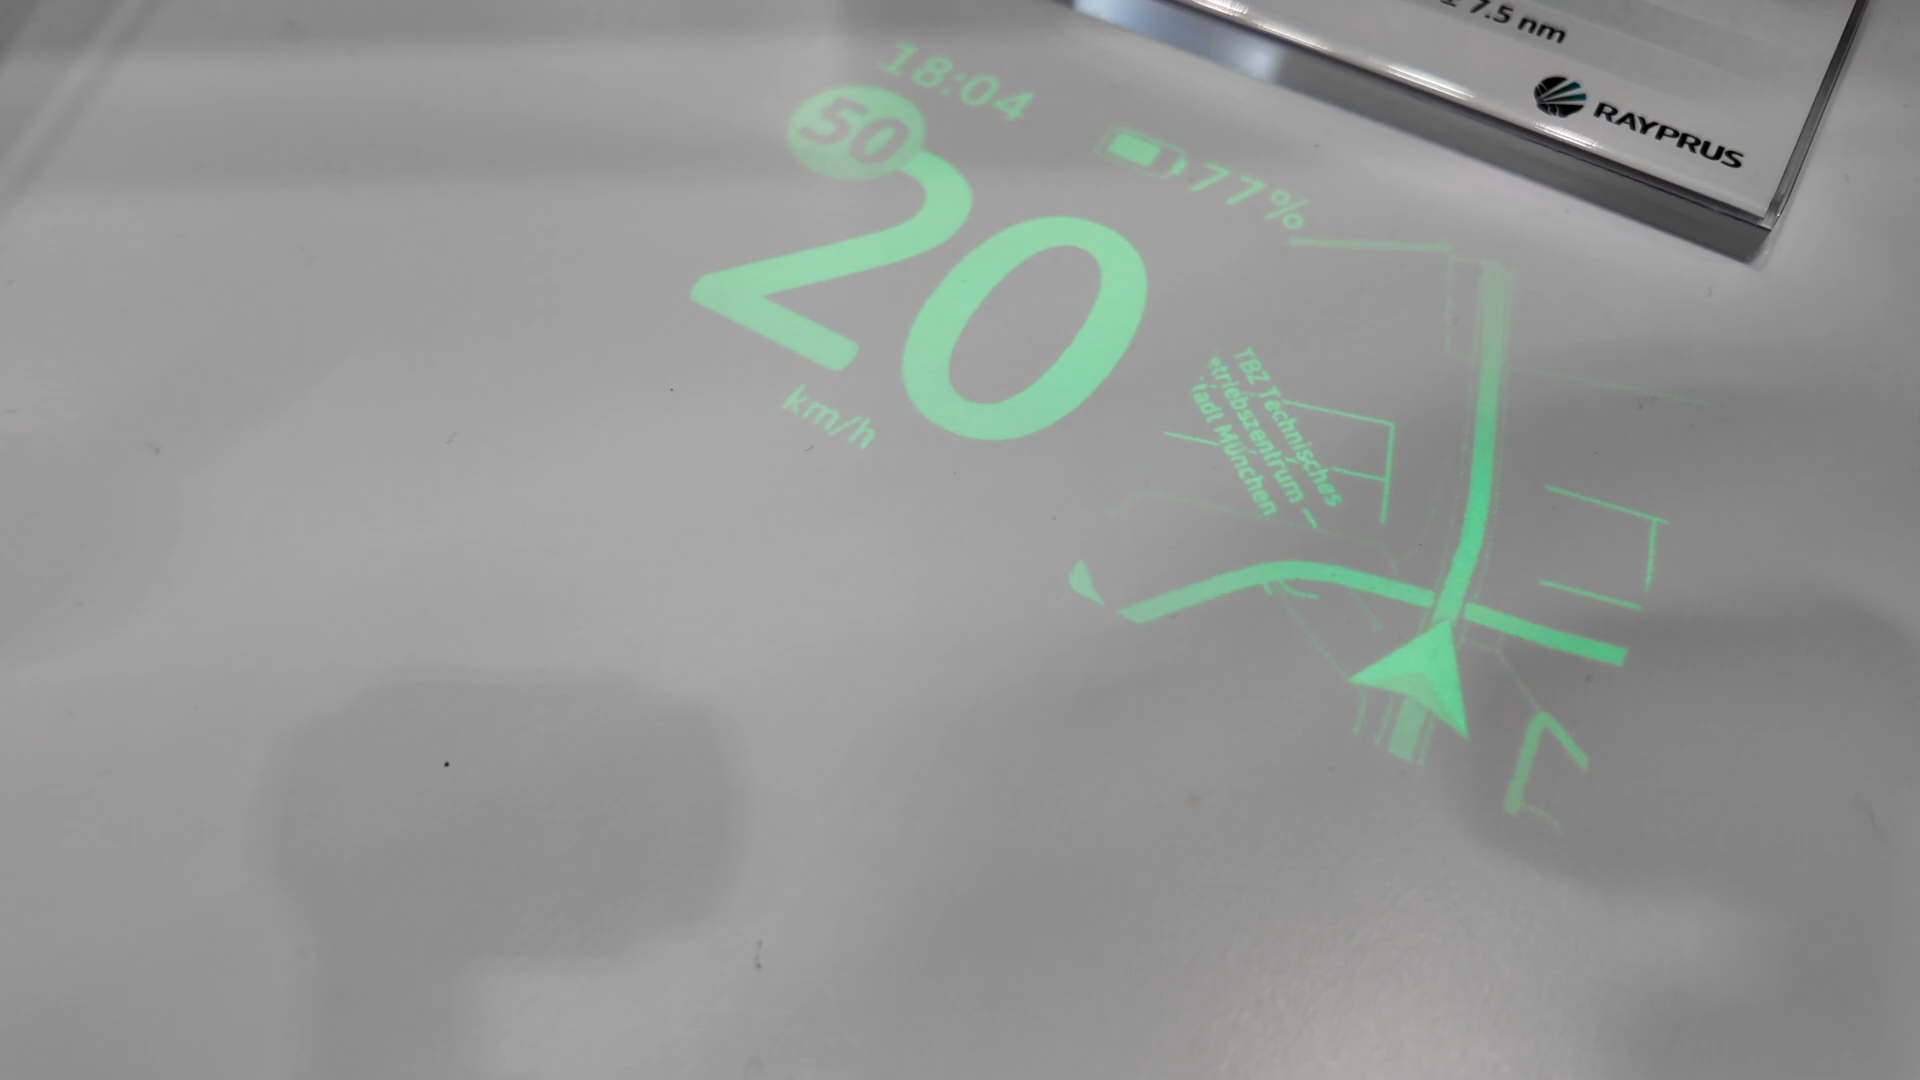 ± 7.5 nm
RAYPRUS
18:04
50
77%
20
km/h
TBZ Technisches
etriebszentrum –
tadt München